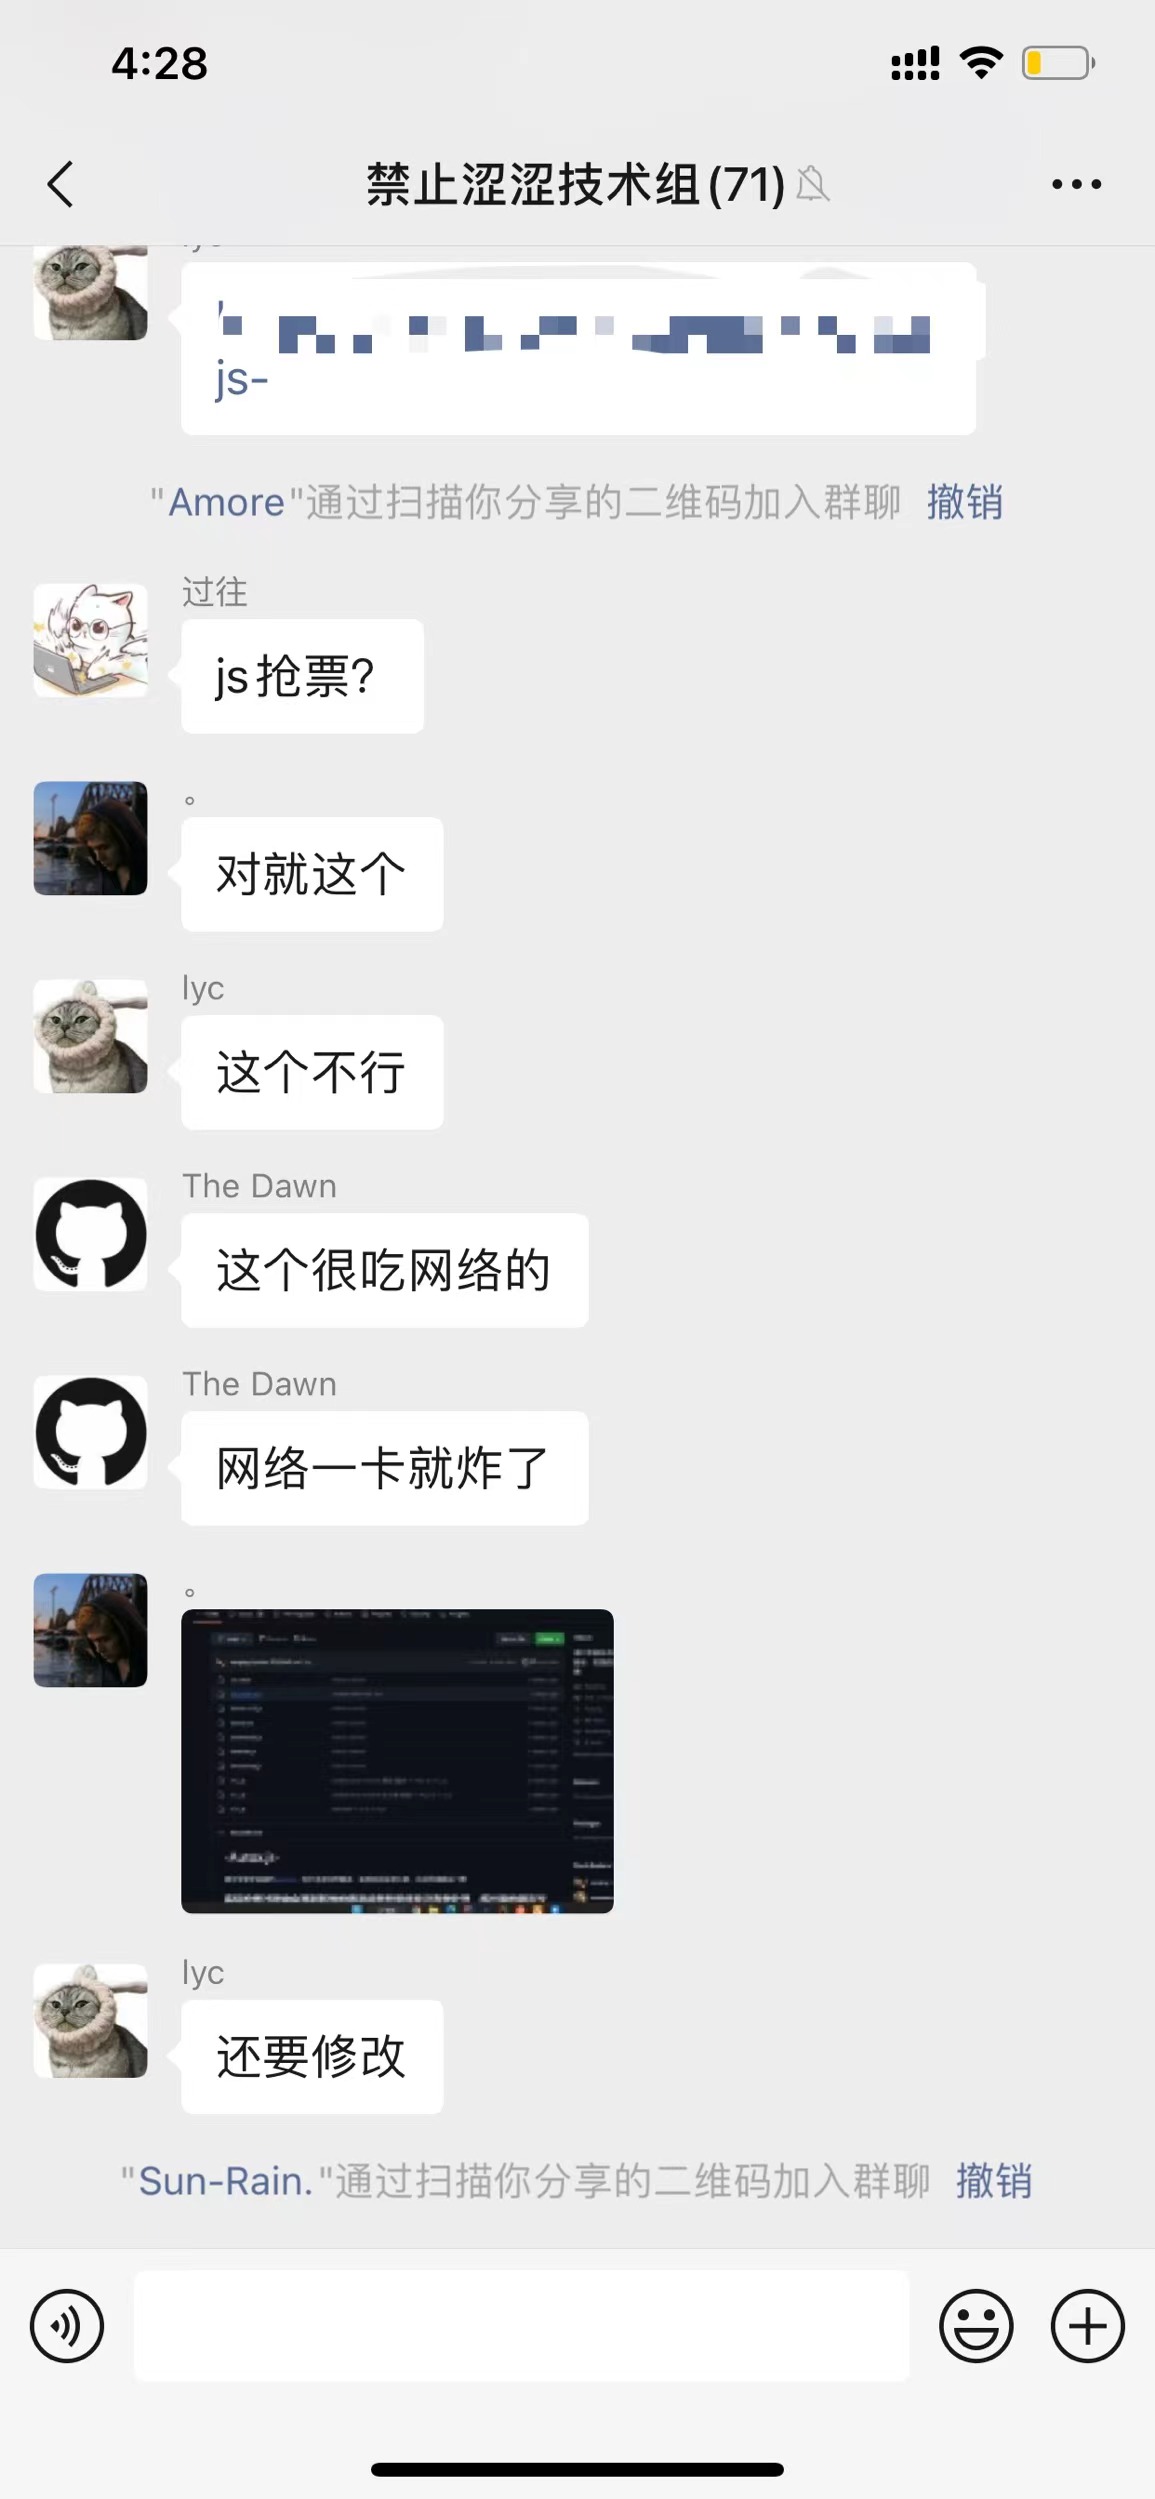 4:28
禁止涩涩技术组(71)
js-
"Amore"通过扫描你分享的二维码加入群聊 撤销
过往
js抢票?
。
对就这个
lyc
这个不行
The Dawn
这个很吃网络的
The Dawn
网络一卡就炸了
。
lyc
还要修改
"Sun-Rain."通过扫描你分享的二维码加入群聊 撤销